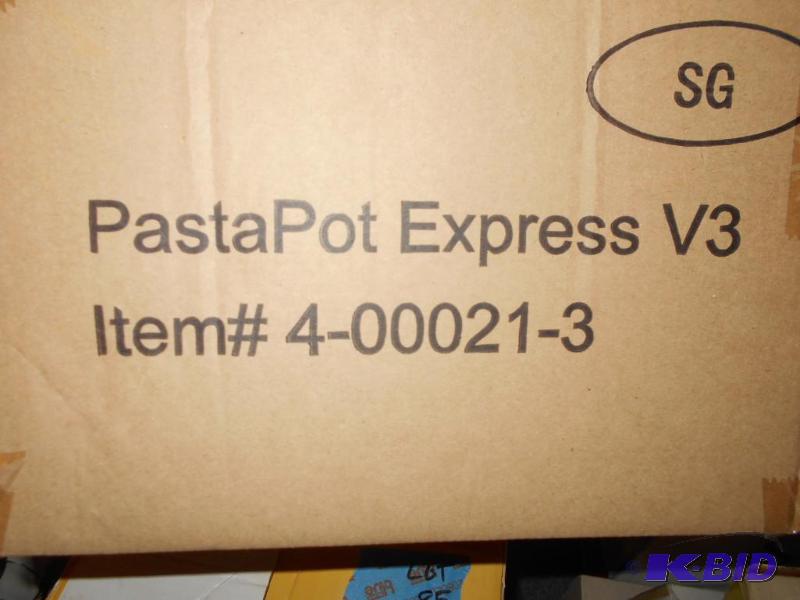 SG
PastaPot Express V3
Item# 4-00021-3
K-BID